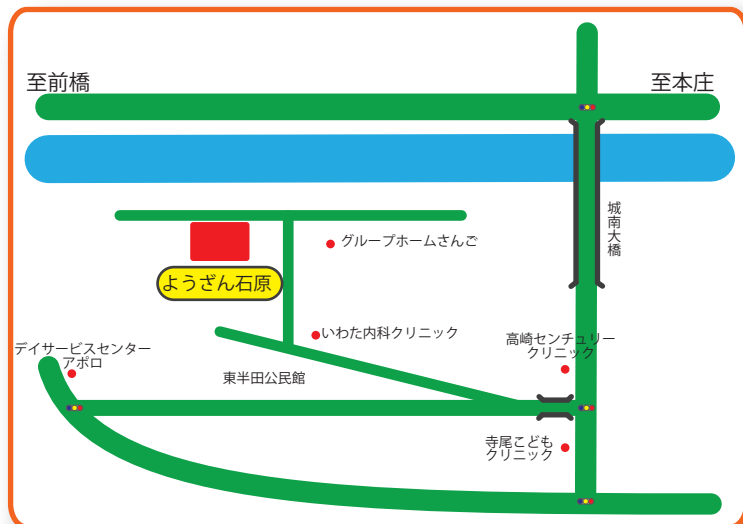 至前橋
至本庄
城南大橋
グループホームさんご
ようざん石原
いわた内科クリニック
高崎センチュリー
クリニック
デイサービスセンター
アポロ
東半田公民館
寺尾こども
クリニック